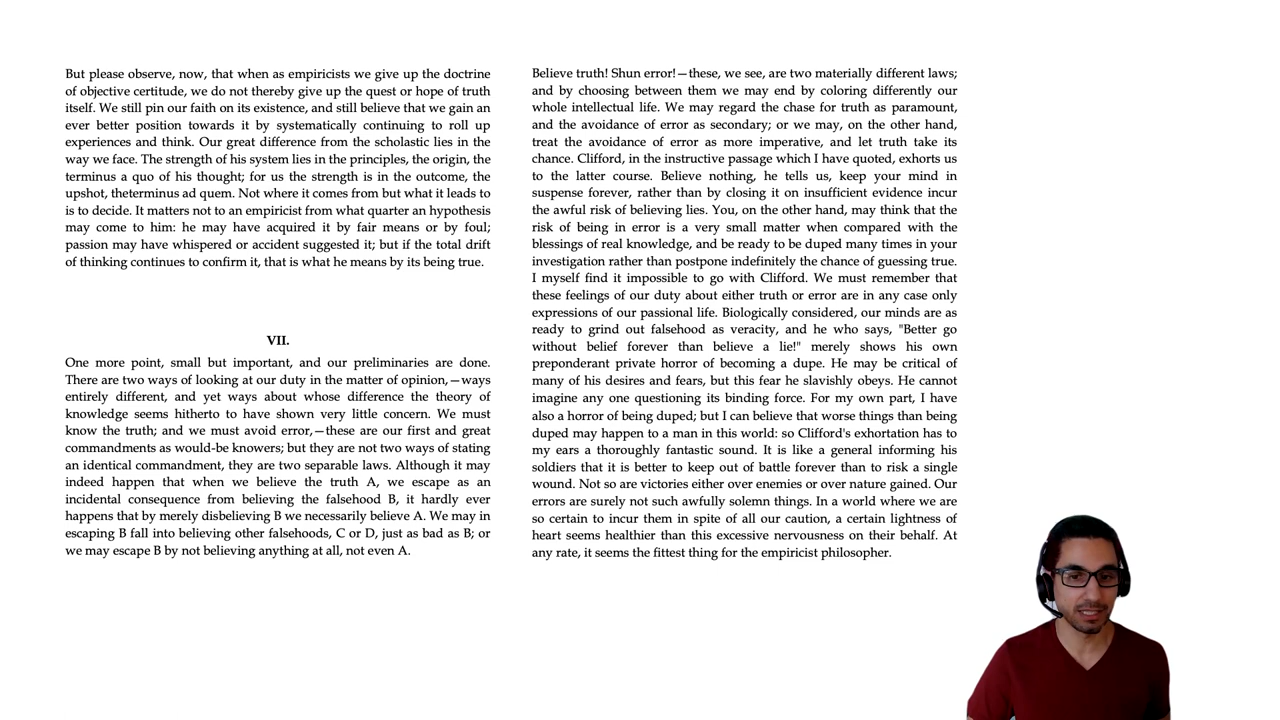 But please observe, now, that when as empiricists we give up the doctrine
of objective certitude, we do not thereby give up the quest or hope of truth
itself. We still pin our faith on its existence, and still believe that we gain an
ever better position towards it by systematically continuing to roll up
experiences and think. Our great difference from the scholastic lies in the
way we face. The strength of his system lies in the principles, the origin, the
terminus a quo of his thought; for us the strength is in the outcome, the
upshot, theterminus ad quem. Not where it comes from but what it leads to
is to decide. It matters not to an empiricist from what quarter an hypothesis
may come to him: he may have acquired it by fair means or by foul;
passion may have whispered or accident suggested it; but if the total drift
of thinking continues to confirm it, that is what he means by its being true.
VII.
One more point, small but important, and our preliminaries are done.
There are two ways of looking at our duty in the matter of opinion,—ways
entirely different, and yet ways about whose difference the theory of
knowledge seems hitherto to have shown very little concern. We must
know the truth; and we must avoid error,—these are our first and great
commandments as would-be knowers; but they are not two ways of stating
an identical commandment, they are two separable laws. Although it may
indeed happen that when we believe the truth A, we escape as an
incidental consequence from believing the falsehood B, it hardly ever
happens that by merely disbelieving B we necessarily believe A. We may in
escaping B fall into believing other falsehoods, C or D, just as bad as B; or
we may escape B by not believing anything at all, not even A.
Believe truth! Shun error!—these, we see, are two materially different laws;
and by choosing between them we may end by coloring differently our
whole intellectual life. We may regard the chase for truth as paramount,
and the avoidance of error as secondary; or we may, on the other hand,
treat the avoidance of error as more imperative, and let truth take its
chance. Clifford, in the instructive passage which I have quoted, exhorts us
to the latter course. Believe nothing, he tells us, keep your mind in
suspense forever, rather than by closing it on insufficient evidence incur
the awful risk of believing lies. You, on the other hand, may think that the
risk of being in error is a very small matter when compared with the
blessings of real knowledge, and be ready to be duped many times in your
investigation rather than postpone indefinitely the chance of guessing true.
I myself find it impossible to go with Clifford. We must remember that
these feelings of our duty about either truth or error are in any case only
expressions of our passional life. Biologically considered, our minds are as
ready to grind out falsehood as veracity, and he who says, "Better go
without belief forever than believe a lie!" merely shows his own
preponderant private horror of becoming a dupe. He may be critical of
many of his desires and fears, but this fear he slavishly obeys. He cannot
imagine any one questioning its binding force. For my own part, I have
also a horror of being duped; but I can believe that worse things than being
duped may happen to a man in this world: so Clifford's exhortation has to
my ears a thoroughly fantastic sound. It is like a general informing his
soldiers that it is better to keep out of battle forever than to risk a single
wound. Not so are victories either over enemies or over nature gained. Our
errors are surely not such awfully solemn things. In a world where we are
so certain to incur them in spite of all our caution, a certain lightness of
heart seems healthier than this excessive nervousness on their behalf. At
any rate, it seems the fittest thing for the empiricist philosopher.